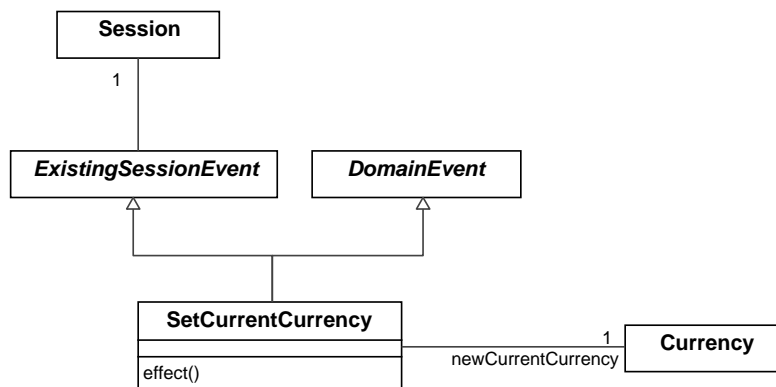 Session
1
ExistingSessionEvent
DomainEvent
SetCurrentCurrency
effect()
1
newCurrentCurrency
Currency